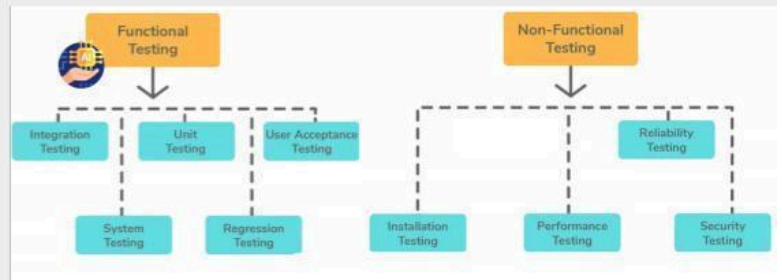 Functional
Testing
AI
Non-Functional
Testing
Integration
Testing
Unit
Testing
User Acceptance
Testing
Reliability
Testing
System
Testing
Regression
Testing
Installation
Testing
Performance
Testing
Security
Testing